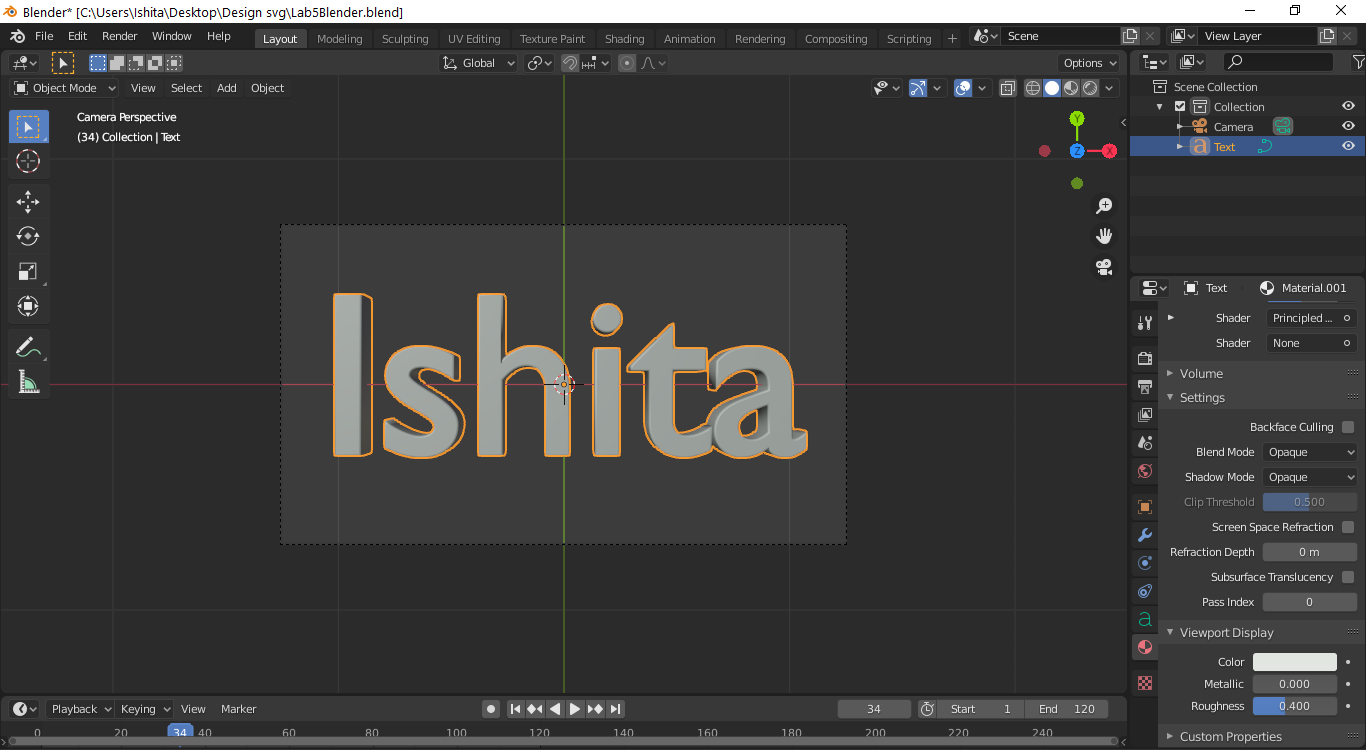 Blender* [C:\Users\Ishita\Desktop\Design svg\Lab5Blender.blend]
File Edit Render Window Help Layout Modeling Sculpting UV Editing Texture Paint Shading Animation Rendering Compositing Scripting + Scene View Layer
Global Options
Object Mode View Select Add Object
Camera Perspective
(34) Collection | Text
Y
Z X
Ishita
Scene Collection
Collection
Camera
Text
Text Material.001
Shader Principled ...
Shader None
Volume
Settings
Backface Culling
Blend Mode Opaque
Shadow Mode Opaque
Clip Threshold 0.500
Screen Space Refraction
Refraction Depth 0 m
Subsurface Translucency
Pass Index 0
Viewport Display
Color
Metallic 0.000
Roughness 0.400
Custom Properties
Playback Keying View Marker 34 Start 1 End 120
0 20 34 40 60 80 100 120 140 160 180 200 220 240